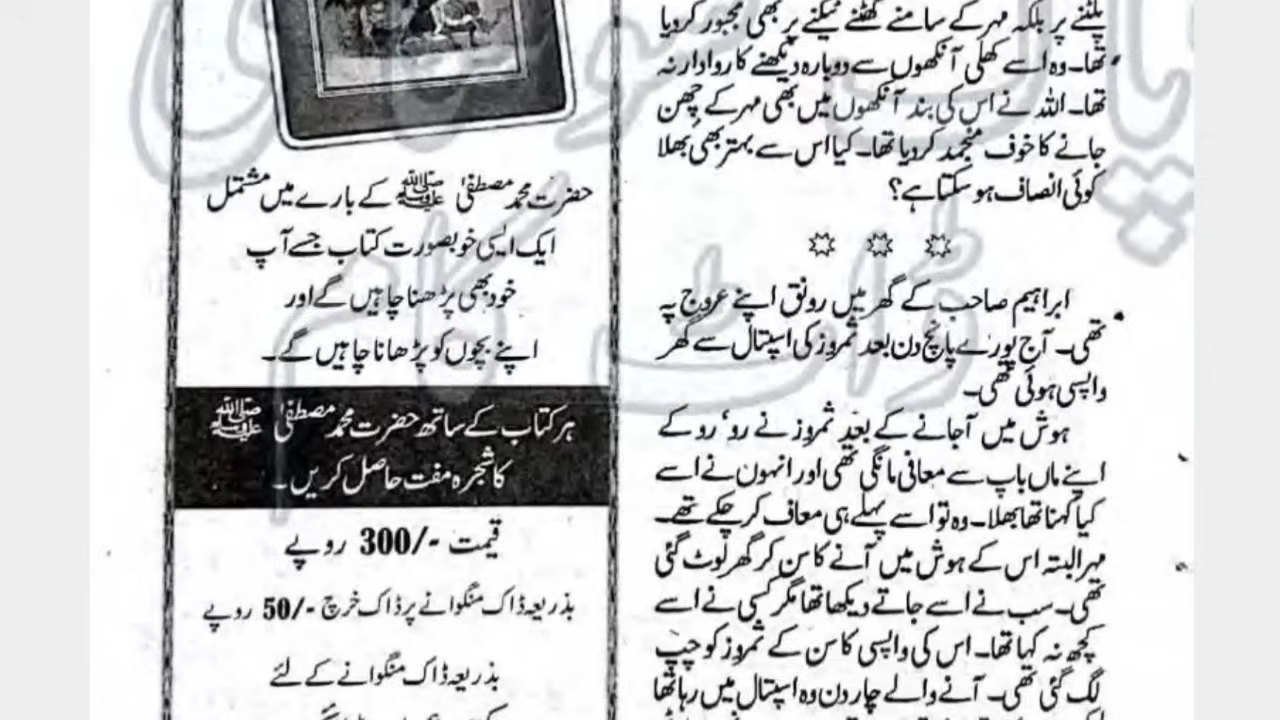 پلٹنے پر بلکہ مہر کے سامنے گھٹنے ٹیکنے پر بھی مجبور کردیا
تھا۔ وہ اسے کھلی آنکھوں سے دوبارہ دیکھنے کا روادار نہ
تھا۔ اللہ نے اس کی بند آنکھوں میں بھی مہر کے چھن
جانے کا خوف منجمد کردیا تھا۔ کیا اس سے بہتر بھی بھلا
کوئی انصاف ہو سکتا ہے؟
ابراہیم صاحب کے گھر میں رونق اپنے عروج پہ
تھی۔ آج پورے پانچ دن بعد ثمروز کی اسپتال سے گھر
واپسی ہوئی تھی۔
ہوش میں آجانے کے بعد ثمروز نے رو، رو کے
اپنے ماں باپ سے معافی مانگی تھی اور انہوں نے اسے
کیا کہنا تھا بھلا۔ وہ تو اسے پہلے ہی معاف کر چکے تھے۔
مہر البتہ اس کے ہوش میں آنے کا سن کر گھر لوٹ گئی
تھی۔ سب نے اسے جاتے دیکھا تھا مگر کسی نے اسے
کچھ نہ کہا تھا۔ اس کی واپسی کا سن کے ثمروز کو چپ
لگ گئی تھی۔ آنے والے چار دن وہ اسپتال میں رہا تھا
حضرت محمد مصطفیٰ ﷺ کے بارے میں مشتمل
ایک ایسی خوبصورت کتاب جسے آپ
خود بھی پڑھنا چاہیں گے اور
اپنے بچوں کو پڑھانا چاہیں گے۔
ہر کتاب کے ساتھ حضرت محمد مصطفیٰ ﷺ
کا شجرہ مفت حاصل کریں۔
قیمت -/300 روپے
بذریعہ ڈاک منگوانے پر ڈاک خرچ -/50 روپے
بذریعہ ڈاک منگوانے کے لئے